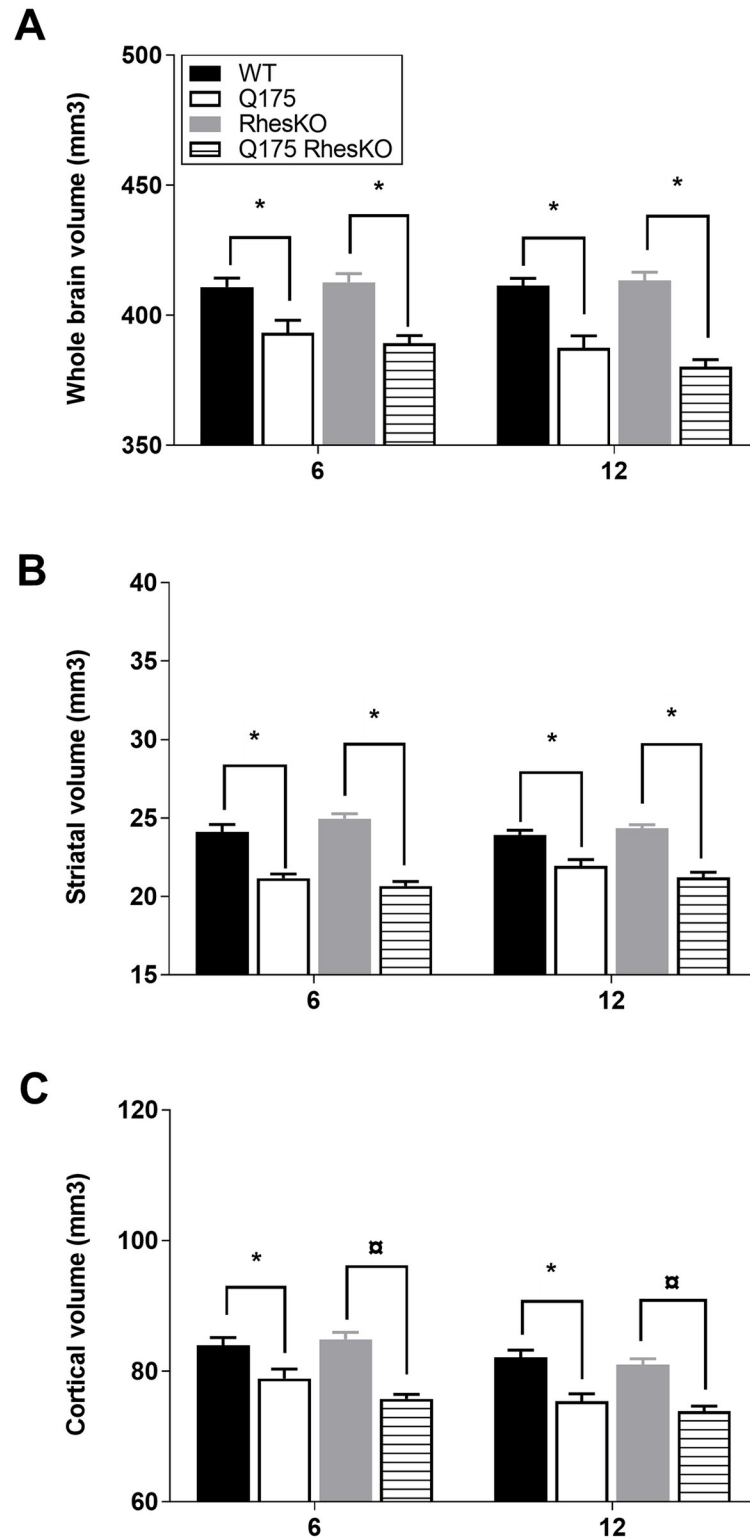 A
Whole brain volume (mm3)
500
450
400
350
WT
Q175
RhesKO
Q175 RhesKO
* * * *
6 12
B
Striatal volume (mm3)
40
35
30
25
20
15
* * * *
6 12
C
Cortical volume (mm3)
120
100
80
60
* ¤ * ¤
6 12